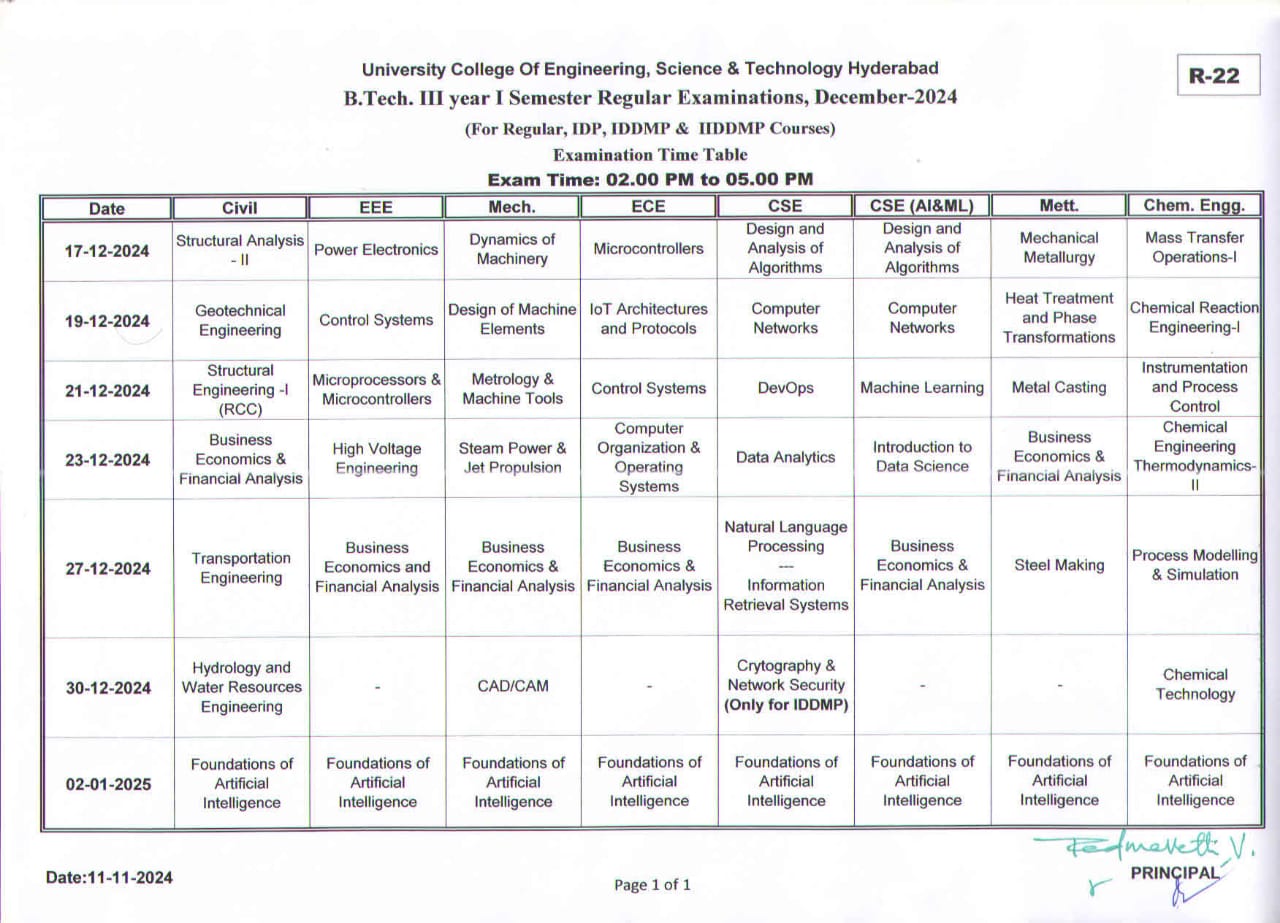 University College Of Engineering, Science & Technology Hyderabad
R-22
B.Tech. III year I Semester Regular Examinations, December-2024
(For Regular, IDP, IDDMP & IIDDMP Courses)
Examination Time Table
Exam Time: 02.00 PM to 05.00 PM
Date Civil EEE Mech. ECE CSE CSE (AI&ML) Mett. Chem. Engg.
17-12-2024
Structural Analysis
- II
Power Electronics
Dynamics of
Machinery
Microcontrollers
Design and
Analysis of
Algorithms
Design and
Analysis of
Algorithms
Mechanical
Metallurgy
Mass Transfer
Operations-I
19-12-2024
Geotechnical
Engineering
Control Systems
Design of Machine
Elements
IoT Architectures
and Protocols
Computer
Networks
Computer
Networks
Heat Treatment
and Phase
Transformations
Chemical Reaction
Engineering-I
21-12-2024
Structural
Engineering -I
(RCC)
Microprocessors &
Microcontrollers
Metrology &
Machine Tools
Control Systems
DevOps
Machine Learning
Metal Casting
Instrumentation
and Process
Control
23-12-2024
Business
Economics &
Financial Analysis
High Voltage
Engineering
Steam Power &
Jet Propulsion
Computer
Organization &
Operating
Systems
Data Analytics
Introduction to
Data Science
Business
Economics &
Financial Analysis
Chemical
Engineering
Thermodynamics-
II
27-12-2024
Transportation
Engineering
Business
Economics and
Financial Analysis
Business
Economics &
Financial Analysis
Business
Economics &
Financial Analysis
Natural Language
Processing
---
Information
Retrieval Systems
Business
Economics &
Financial Analysis
Steel Making
Process Modelling
& Simulation
30-12-2024
Hydrology and
Water Resources
Engineering
-
CAD/CAM
-
Crytography &
Network Security
(Only for IDDMP)
-
-
Chemical
Technology
02-01-2025
Foundations of
Artificial
Intelligence
Foundations of
Artificial
Intelligence
Foundations of
Artificial
Intelligence
Foundations of
Artificial
Intelligence
Foundations of
Artificial
Intelligence
Foundations of
Artificial
Intelligence
Foundations of
Artificial
Intelligence
Foundations of
Artificial
Intelligence
Date:11-11-2024
Page 1 of 1
PRINCIPAL